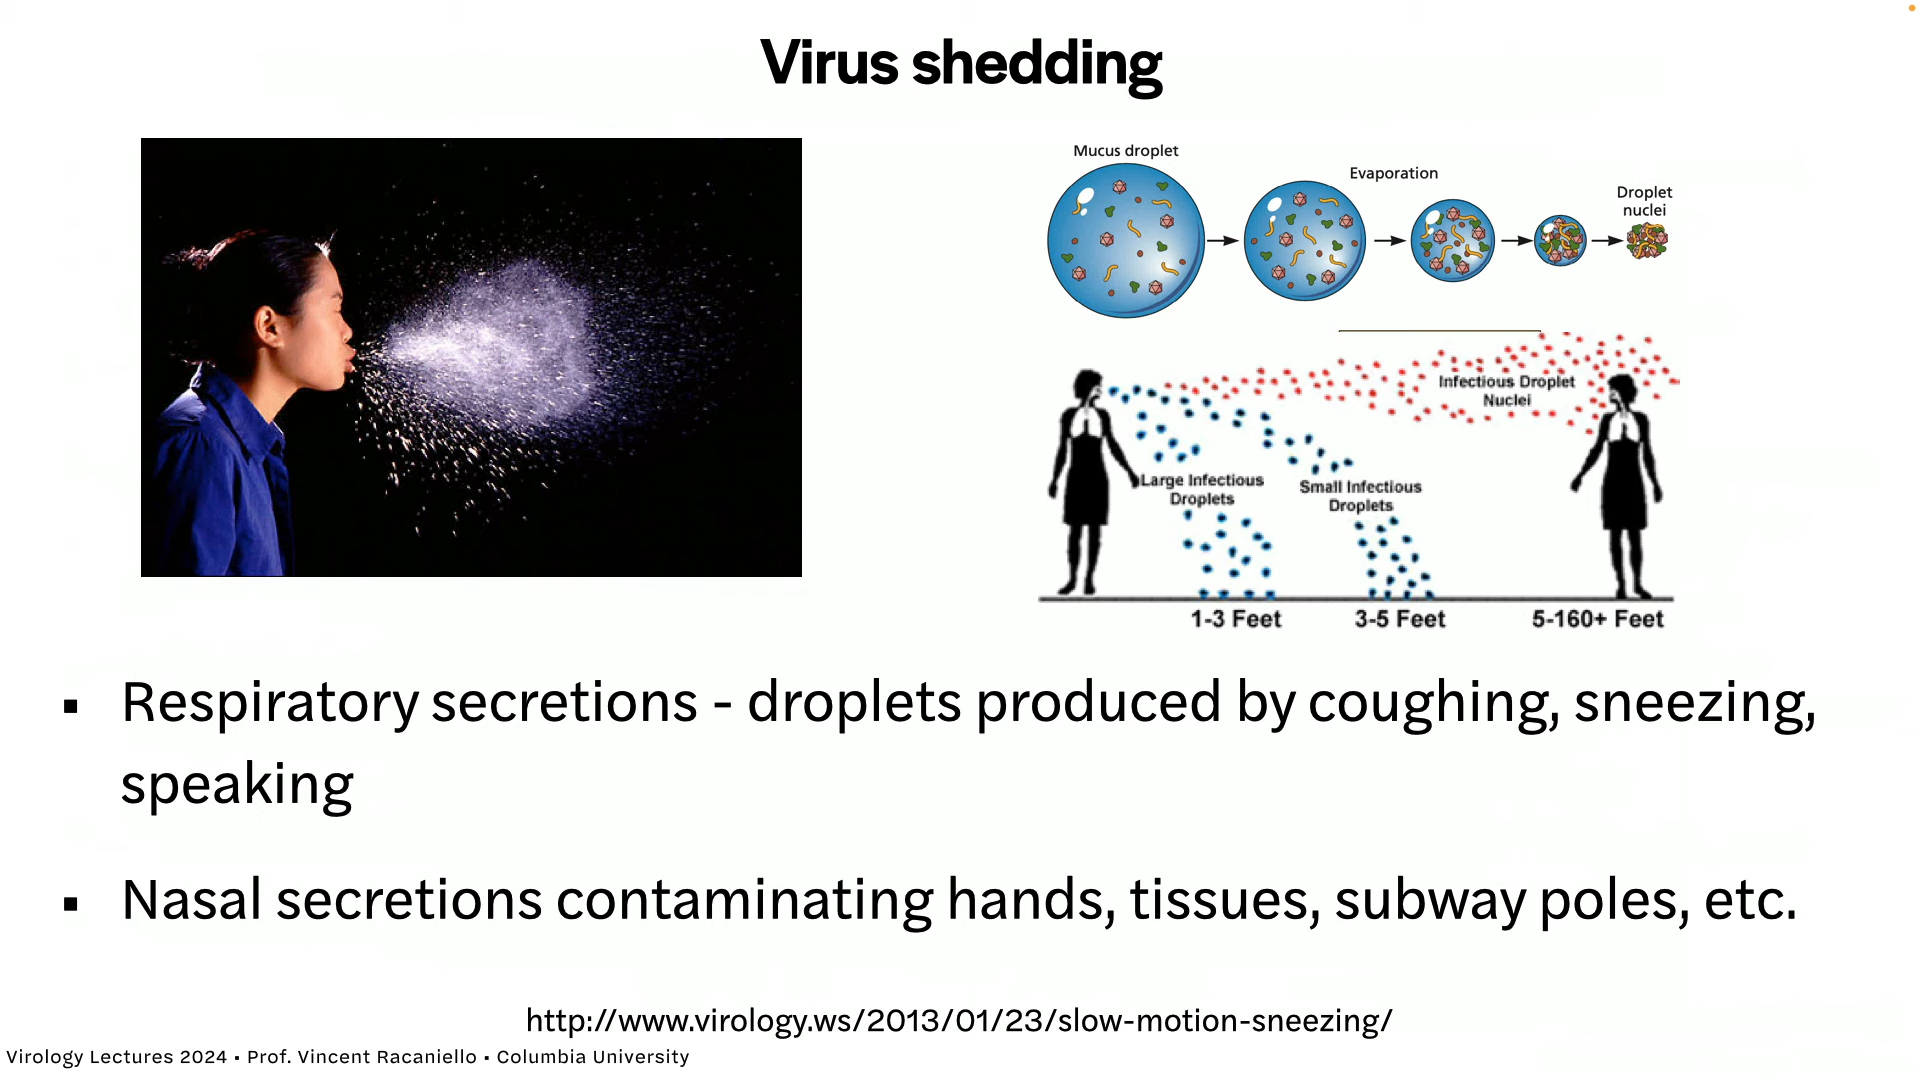 Virus shedding
Mucus droplet
Evaporation
Droplet
nuclei
Infectious Droplet
Nuclei
Large Infectious
Droplets
Small Infectious
Droplets
1-3 Feet
3-5 Feet
5-160+ Feet
▪ Respiratory secretions - droplets produced by coughing, sneezing,
speaking
▪ Nasal secretions contaminating hands, tissues, subway poles, etc.
http://www.virology.ws/2013/01/23/slow-motion-sneezing/
Virology Lectures 2024 • Prof. Vincent Racaniello • Columbia University